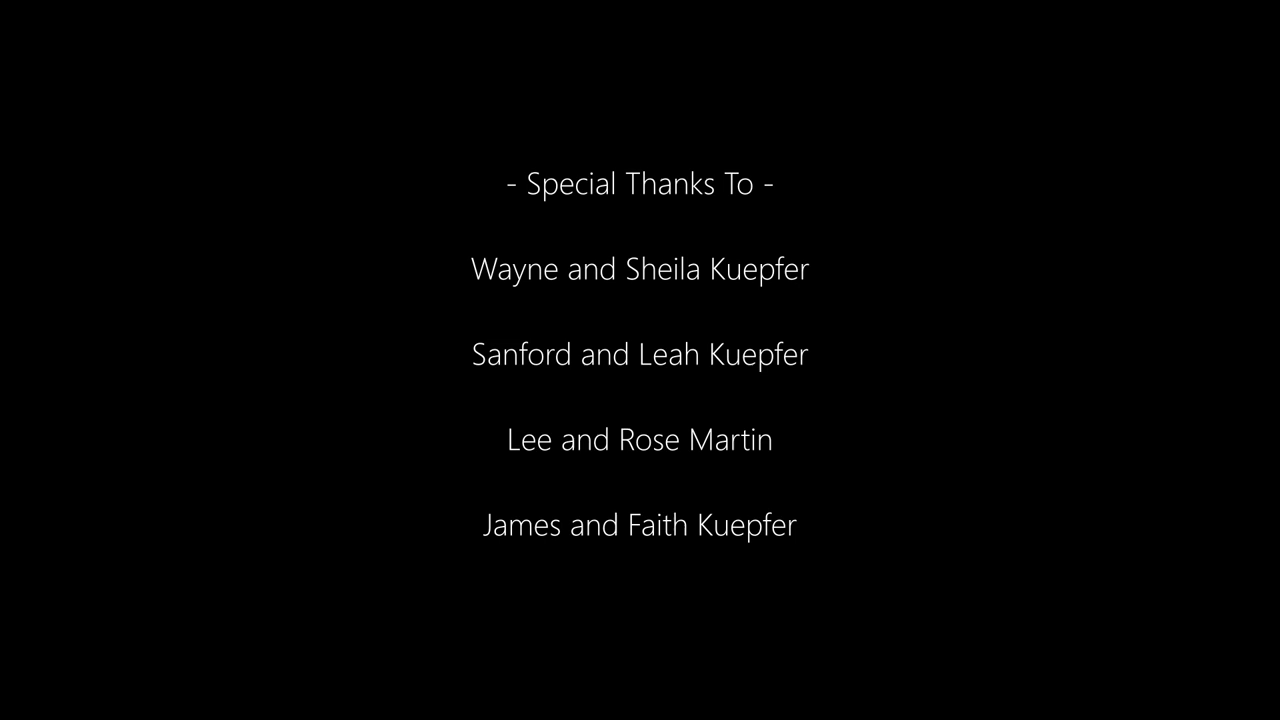 - Special Thanks To -
Wayne and Sheila Kuepfer
Sanford and Leah Kuepfer
Lee and Rose Martin
James and Faith Kuepfer